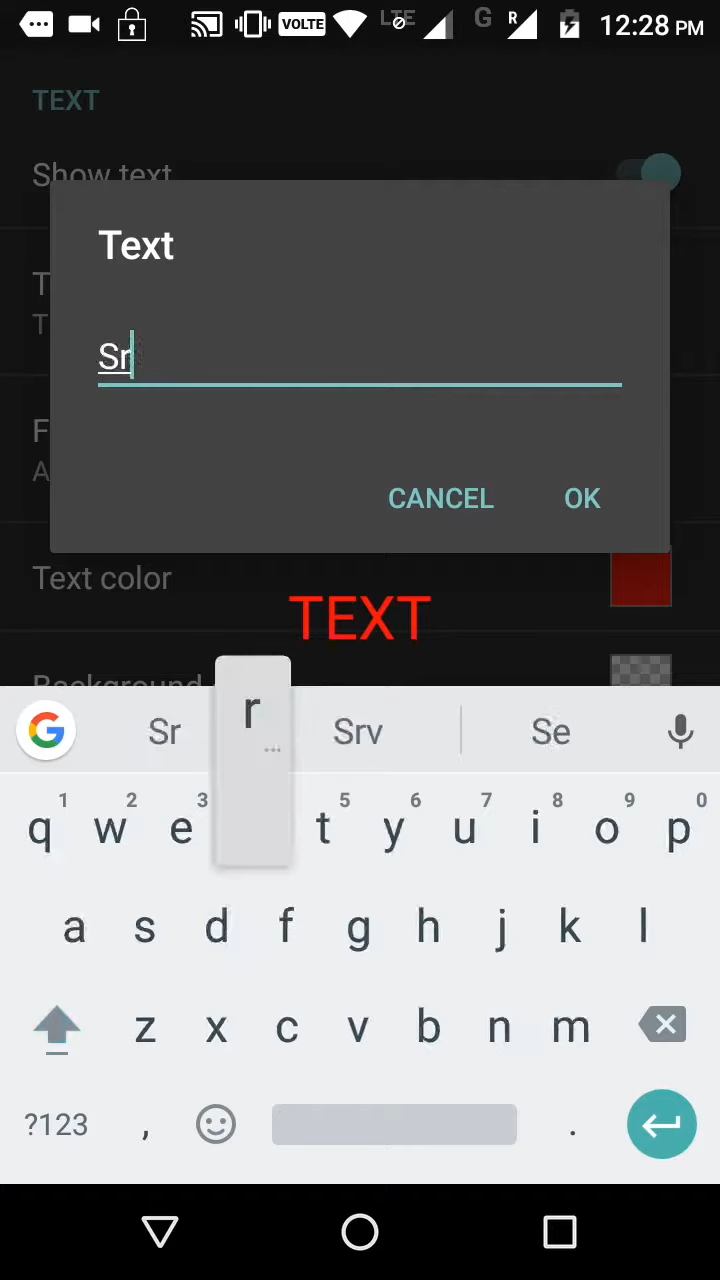 VOLTE LTE G R 12:28 PM
TEXT
Show text
Text
T
T
Sr
F
A
CANCEL OK
Text color
TEXT
Background
r
...
Sr Srv Se
1 2 3 5 6 7 8 9 0
q w e t y u i o p
a s d f g h j k l
z x c v b n m
?123 , .